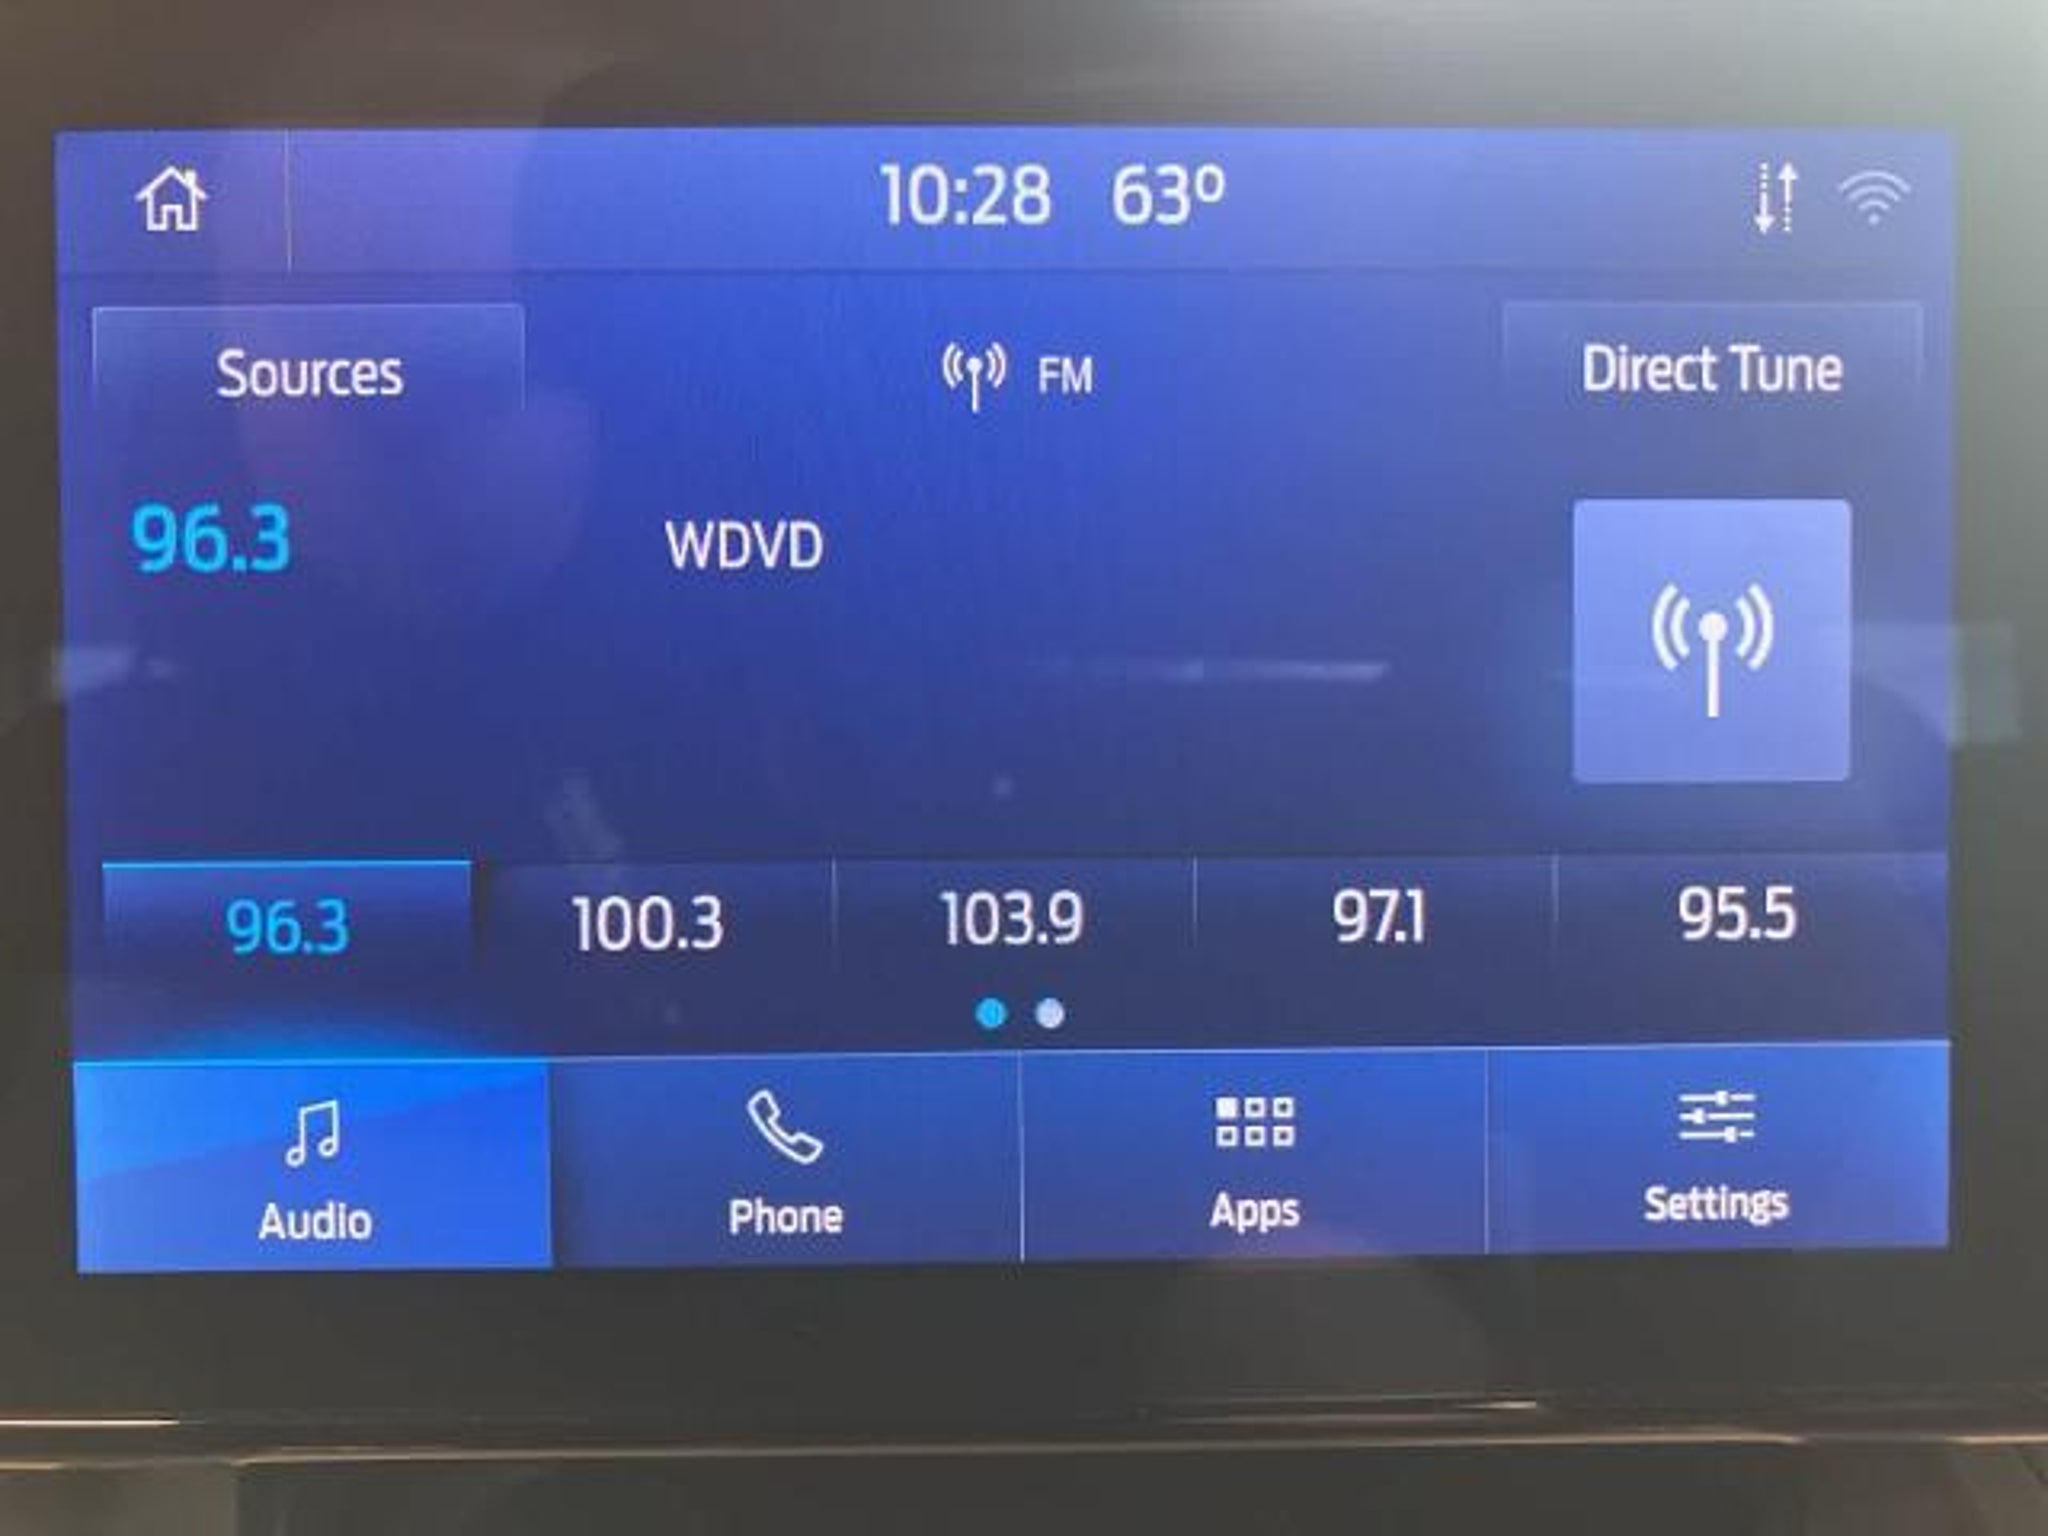 10:28 63º
Sources
FM
Direct Tune
96.3
WDVD
96.3 100.3 103.9 97.1 95.5
Audio Phone Apps Settings